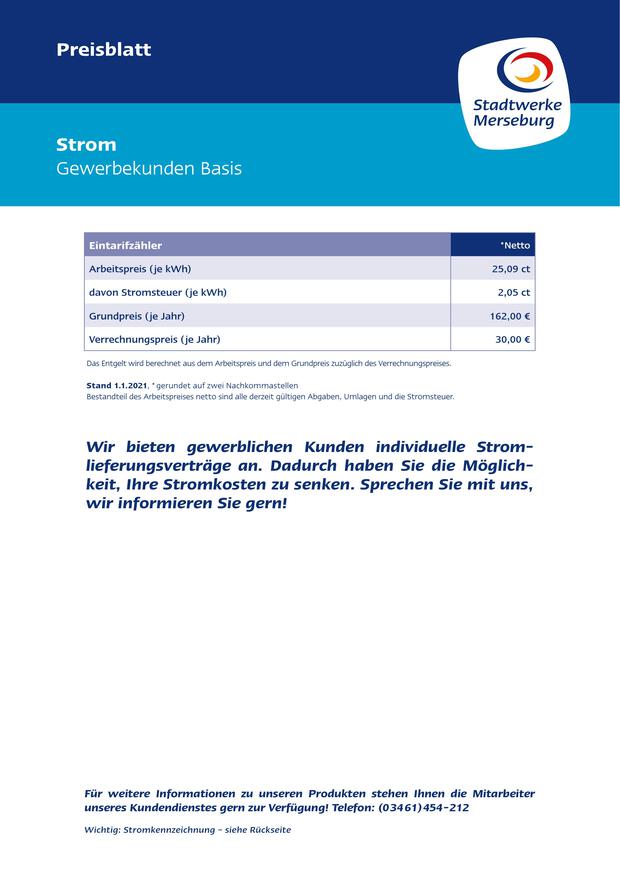 Preisblatt
Stadtwerke
Merseburg
Strom
Gewerbekunden Basis
Eintarifzähler *Netto
Arbeitspreis (je kWh) 25,09 ct
davon Stromsteuer (je kWh) 2,05 ct
Grundpreis (je Jahr) 162,00 €
Verrechnungspreis (je Jahr) 30,00 €
Das Entgelt wird berechnet aus dem Arbeitspreis und dem Grundpreis zuzüglich des Verrechnungspreises.
Stand 1.1.2021, * gerundet auf zwei Nachkommastellen
Bestandteil des Arbeitspreises netto sind alle derzeit gültigen Abgaben, Umlagen und die Stromsteuer.
Wir bieten gewerblichen Kunden individuelle Strom-
lieferungsverträge an. Dadurch haben Sie die Möglich-
keit, Ihre Stromkosten zu senken. Sprechen Sie mit uns,
wir informieren Sie gern!
Für weitere Informationen zu unseren Produkten stehen Ihnen die Mitarbeiter
unseres Kundendienstes gern zur Verfügung! Telefon: (03461) 454-212
Wichtig: Stromkennzeichnung – siehe Rückseite